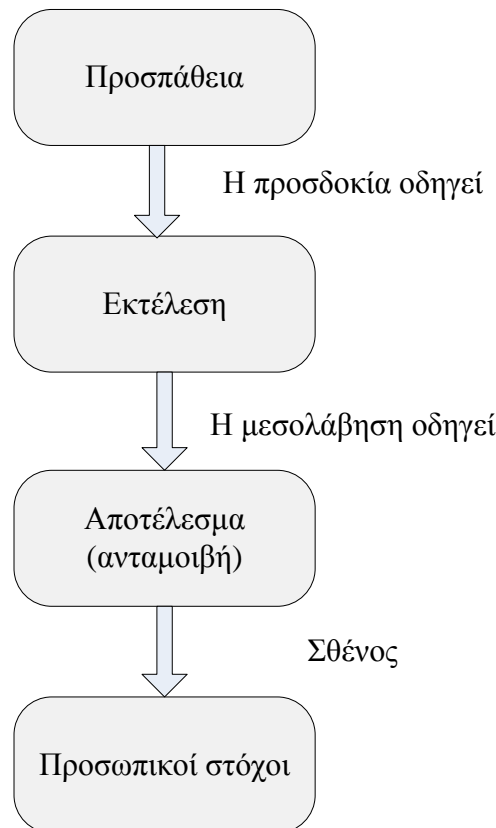 Προσπάθεια
Η προσδοκία οδηγεί
Εκτέλεση
Η μεσολάβηση οδηγεί
Αποτέλεσμα
(ανταμοιβή)
Σθένος
Προσωπικοί στόχοι